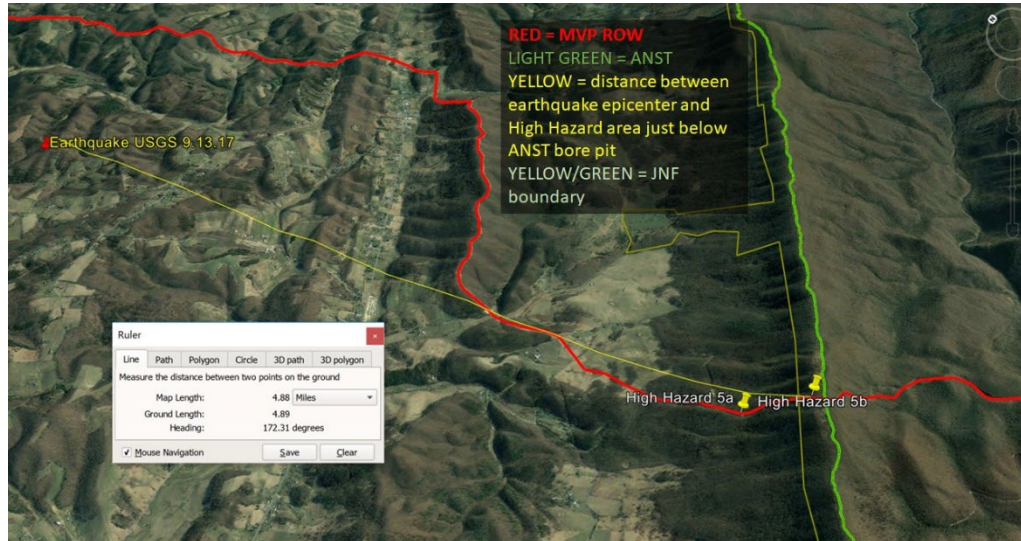 RED = MVP ROW
LIGHT GREEN = ANST
YELLOW = distance between
earthquake epicenter and
High Hazard area just below
ANST bore pit
YELLOW/GREEN = JNF
boundary
Earthquake USGS 9.13.17
Ruler
Line Path Polygon Circle 3D path 3D polygon
Measure the distance between two points on the ground
Map Length: 4.88 Miles
Ground Length: 4.89
Heading: 172.31 degrees
Mouse Navigation Save Clear
High Hazard 5a
High Hazard 5b